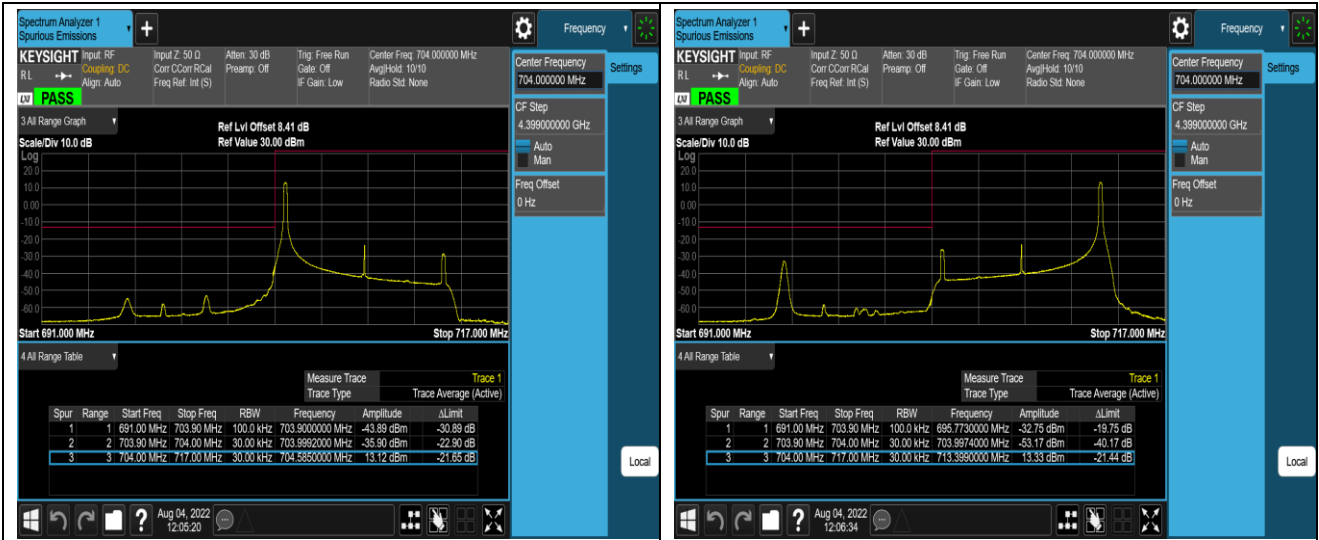 Spectrum Analyzer 1
Spurious Emissions
+
Frequency
KEYSIGHT Input: RF Input Z: 50 Ω Atten: 30 dB Trig: Free Run Center Freq: 704.000000 MHz
RL Coupling: DC Corr CCorr RCal Preamp: Off Gate: Off Avg|Hold: 10/10
Align: Auto Freq Ref: Int (S) IF Gain: Low Radio Std: None
LXI PASS
Center Frequency
704.000000 MHz
Settings
CF Step
4.399000000 GHz
Auto
Man
Freq Offset
0 Hz
3 All Range Graph
Ref Lvl Offset 8.41 dB
Scale/Div 10.0 dB Ref Value 30.00 dBm
Log
20.0
10.0
0.00
-10.0
-20.0
-30.0
-40.0
-50.0
-60.0
Start 691.000 MHz Stop 717.000 MHz
4 All Range Table
Measure Trace Trace 1
Trace Type Trace Average (Active)
Spur Range Start Freq Stop Freq RBW Frequency Amplitude ΔLimit
1 1 691.00 MHz 703.90 MHz 100.0 kHz 703.9000000 MHz -43.89 dBm -30.89 dB
2 2 703.90 MHz 704.00 MHz 30.00 kHz 703.9992000 MHz -35.90 dBm -22.90 dB
3 3 704.00 MHz 717.00 MHz 30.00 kHz 704.5850000 MHz 13.12 dBm -21.65 dB
Local
?
Aug 04, 2022
12:05:20
Spectrum Analyzer 1
Spurious Emissions
+
Frequency
KEYSIGHT Input: RF Input Z: 50 Ω Atten: 30 dB Trig: Free Run Center Freq: 704.000000 MHz
RL Coupling: DC Corr CCorr RCal Preamp: Off Gate: Off Avg|Hold: 10/10
Align: Auto Freq Ref: Int (S) IF Gain: Low Radio Std: None
LXI PASS
Center Frequency
704.000000 MHz
Settings
CF Step
4.399000000 GHz
Auto
Man
Freq Offset
0 Hz
3 All Range Graph
Ref Lvl Offset 8.41 dB
Scale/Div 10.0 dB Ref Value 30.00 dBm
Log
20.0
10.0
0.00
-10.0
-20.0
-30.0
-40.0
-50.0
-60.0
Start 691.000 MHz Stop 717.000 MHz
4 All Range Table
Measure Trace Trace 1
Trace Type Trace Average (Active)
Spur Range Start Freq Stop Freq RBW Frequency Amplitude ΔLimit
1 1 691.00 MHz 703.90 MHz 100.0 kHz 695.7730000 MHz -32.75 dBm -19.75 dB
2 2 703.90 MHz 704.00 MHz 30.00 kHz 703.9974000 MHz -53.17 dBm -40.17 dB
3 3 704.00 MHz 717.00 MHz 30.00 kHz 713.3990000 MHz 13.33 dBm -21.44 dB
Local
?
Aug 04, 2022
12:06:34